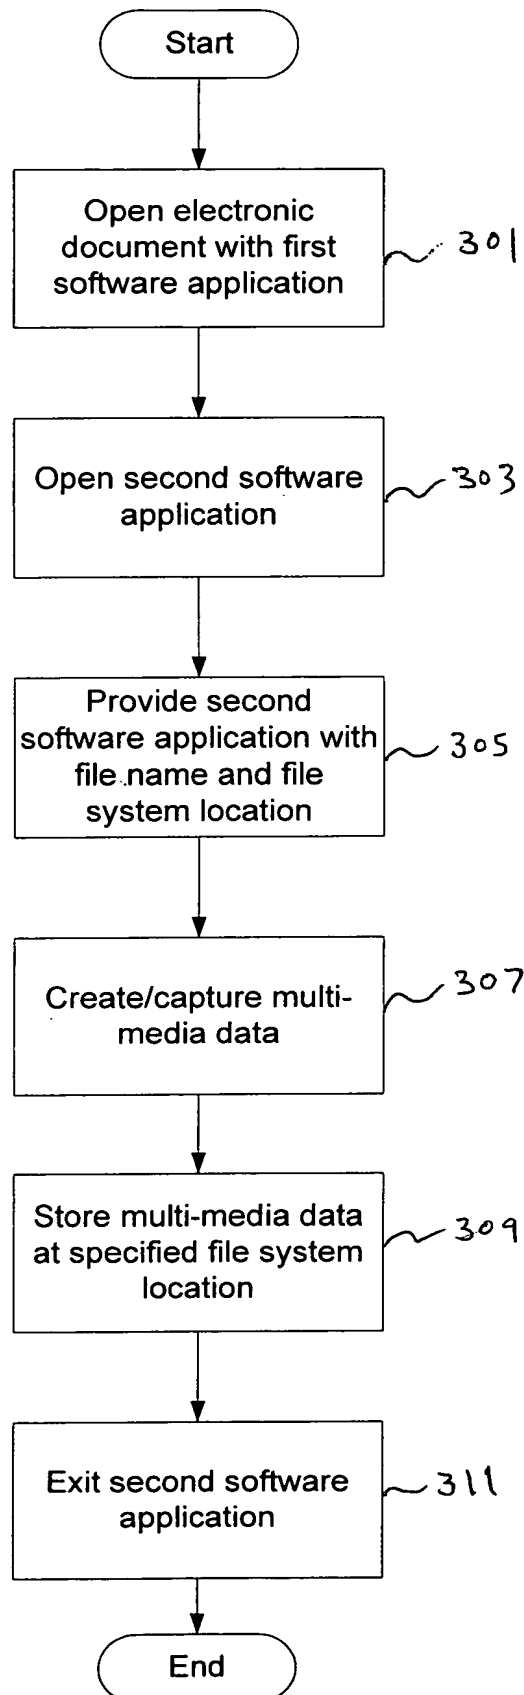 Start
Open electronic
document with first
software application
301
Open second software
application
303
Provide second
software application with
file name and file
system location
305
Create/capture multi-
media data
307
Store multi-media data
at specified file system
location
309
Exit second software
application
311
End